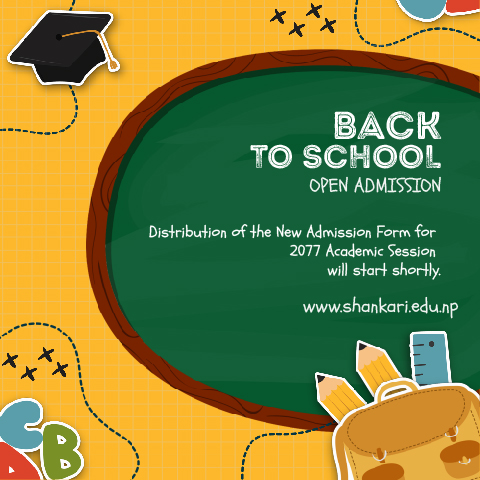 BACK
TO SCHOOL
OPEN ADMISSION
Distribution of the New Admission Form for
2077 Academic Session
will start shortly.
www.shankari.edu.np
C
B